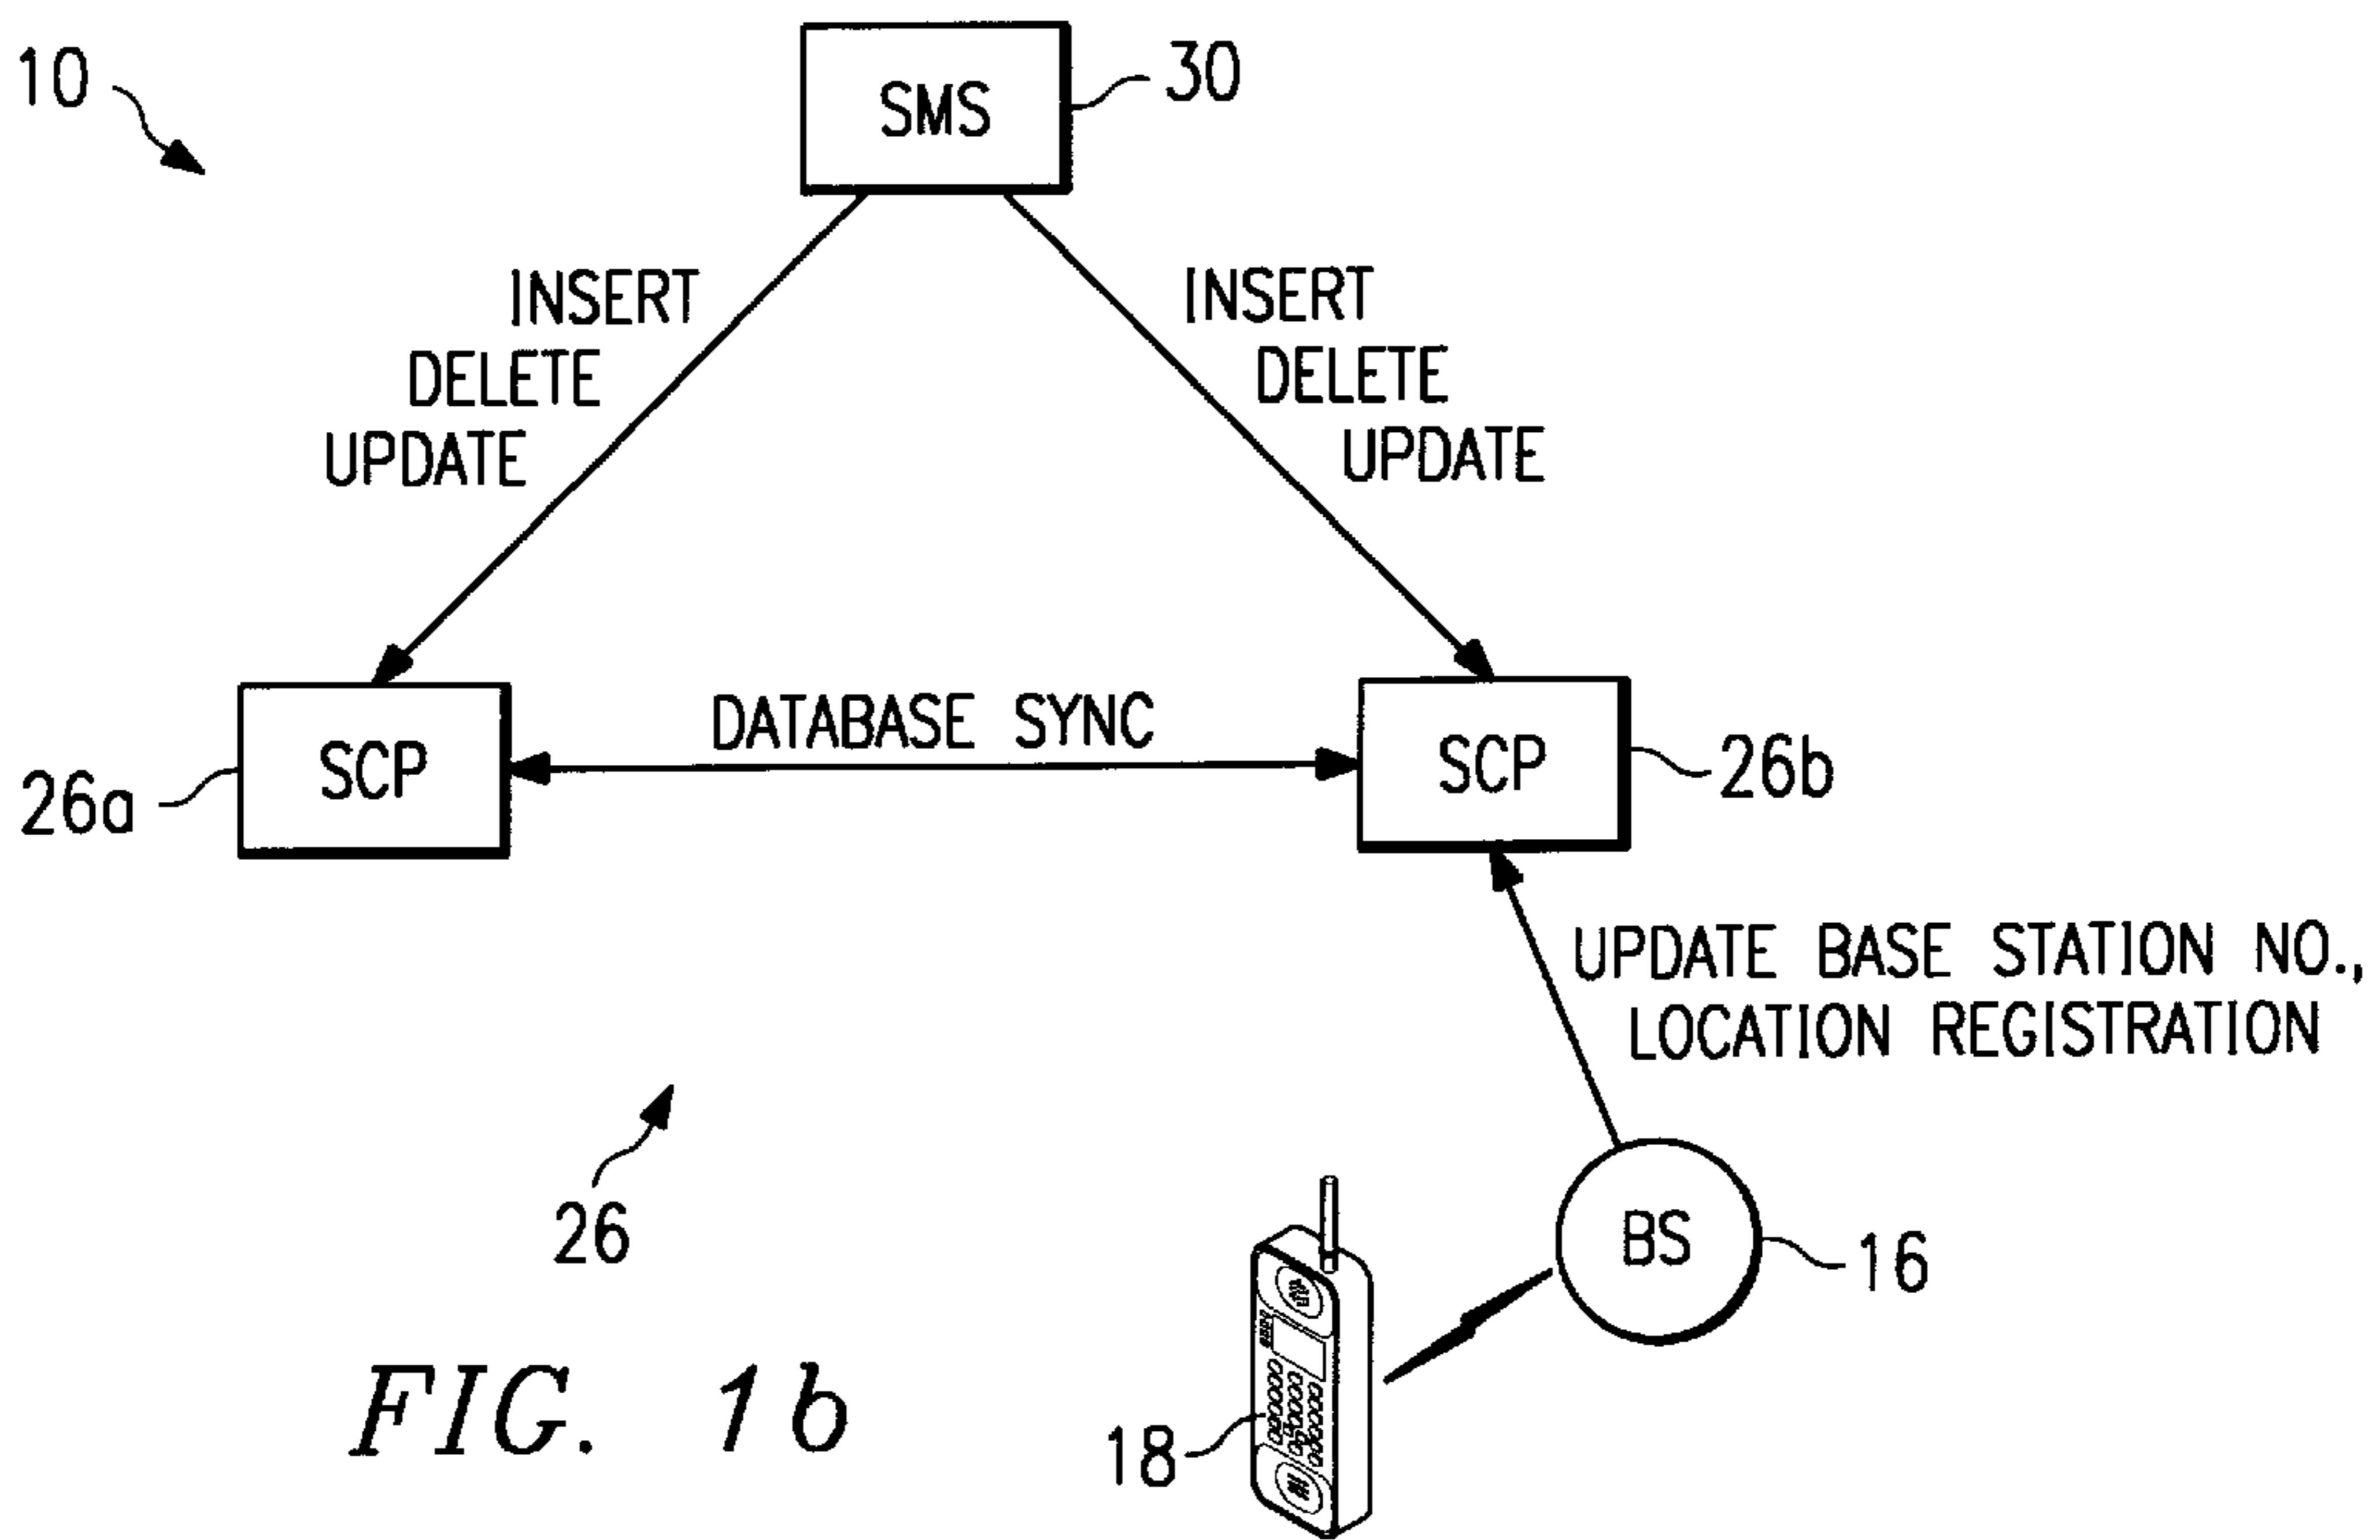 10
SMS
30
INSERT
DELETE
UPDATE
INSERT
DELETE
UPDATE
DATABASE SYNC
SCP
26a
SCP
26b
UPDATE BASE STATION NO.,
LOCATION REGISTRATION
26
BS
16
18
FIG. 1b